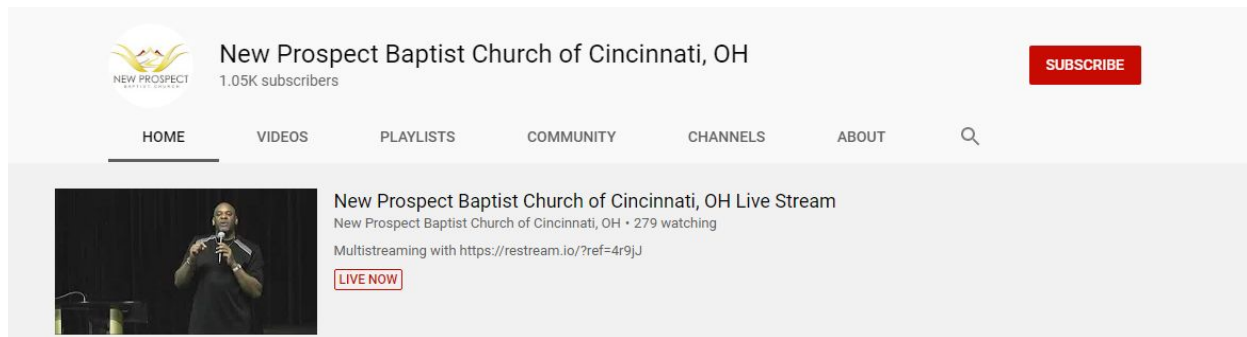 NEW PROSPECT
BAPTIST CHURCH
New Prospect Baptist Church of Cincinnati, OH
1.05K subscribers
SUBSCRIBE
HOME
VIDEOS
PLAYLISTS
COMMUNITY
CHANNELS
ABOUT
New Prospect Baptist Church of Cincinnati, OH Live Stream
New Prospect Baptist Church of Cincinnati, OH • 279 watching
Multistreaming with https://restream.io/?ref=4r9jJ
LIVE NOW